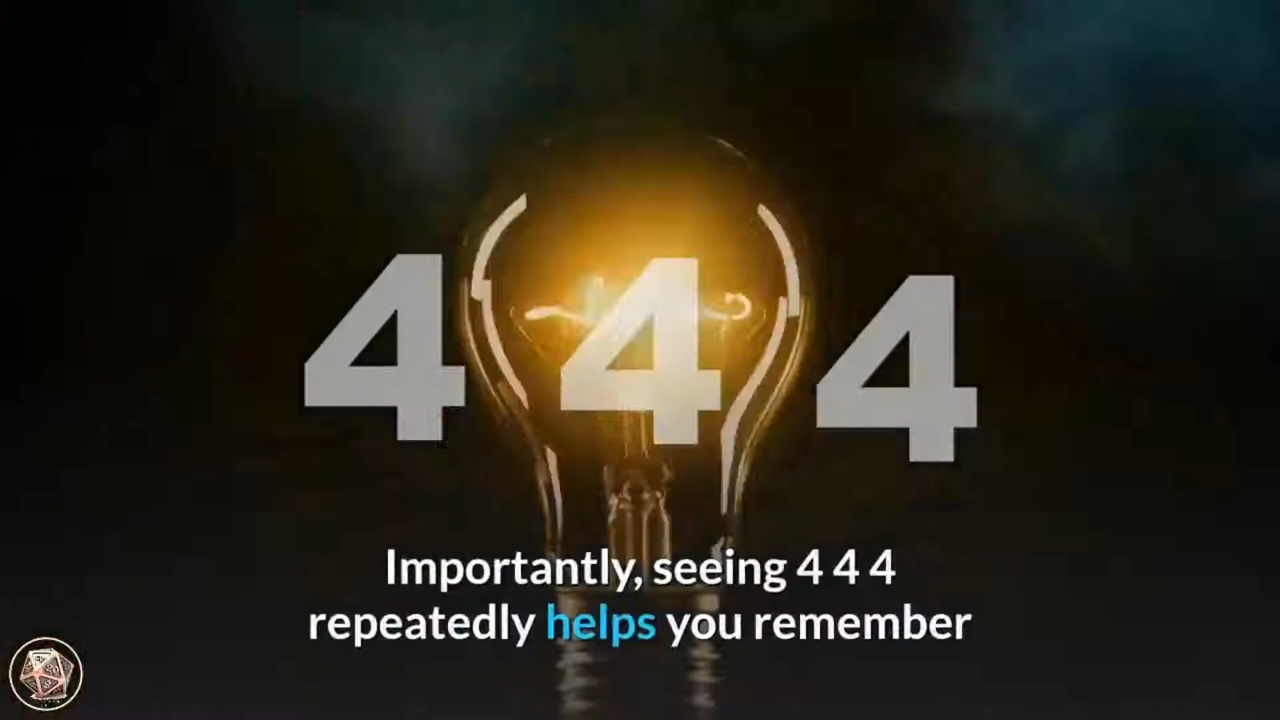 4 4 4
Importantly, seeing 4 4 4
repeatedly helps you remember